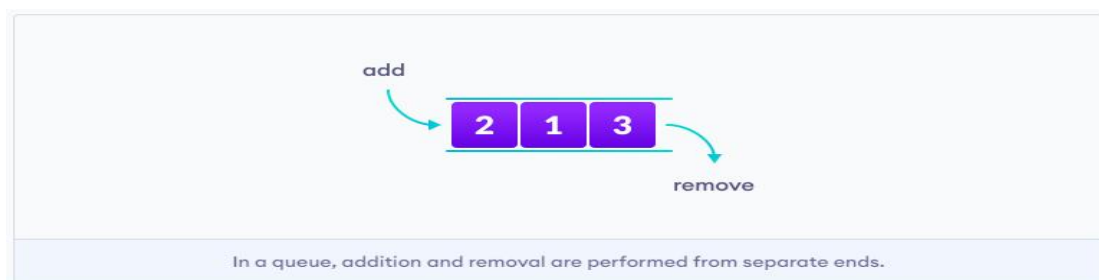 add
2 1 3
remove
In a queue, addition and removal are performed from separate ends.